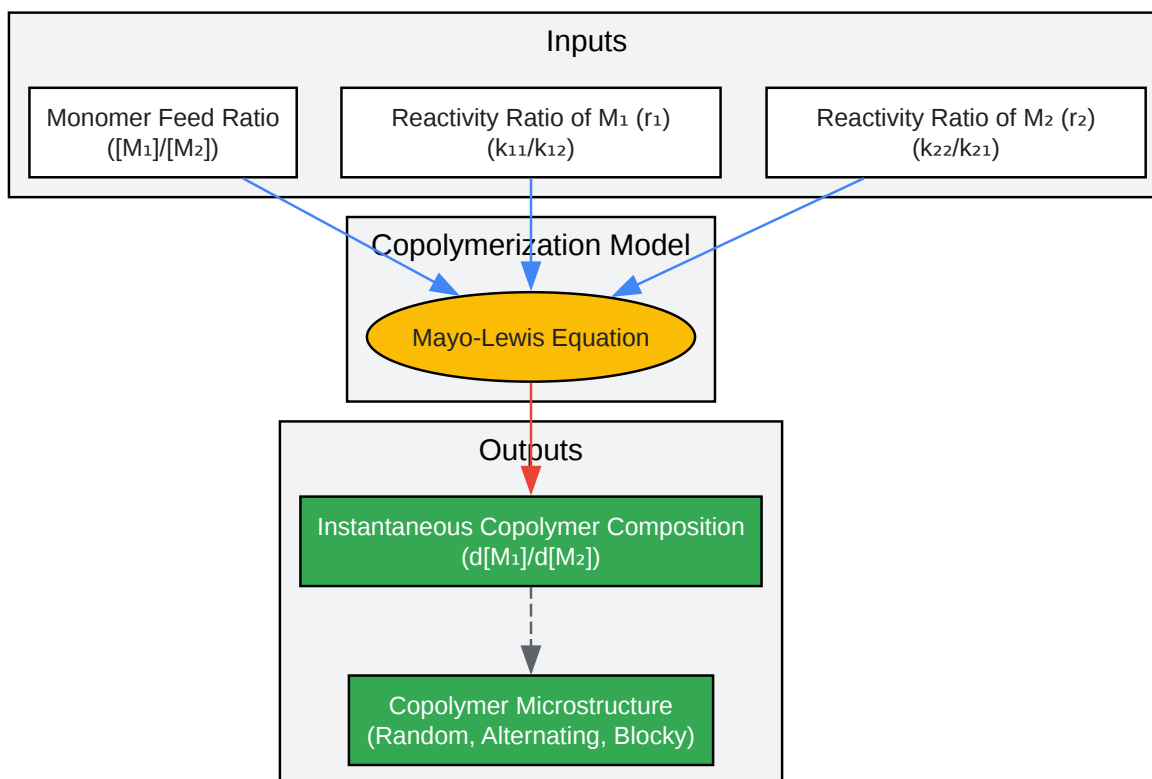 Inputs
Monomer Feed Ratio
([M₁]/[M₂])
Reactivity Ratio of M₁ (r₁)
(k₁₁/k₁₂)
Reactivity Ratio of M₂ (r₂)
(k₂₂/k₂₁)
Copolymerization Model
Mayo-Lewis Equation
Outputs
Instantaneous Copolymer Composition
(d[M₁]/d[M₂])
Copolymer Microstructure
(Random, Alternating, Blocky)